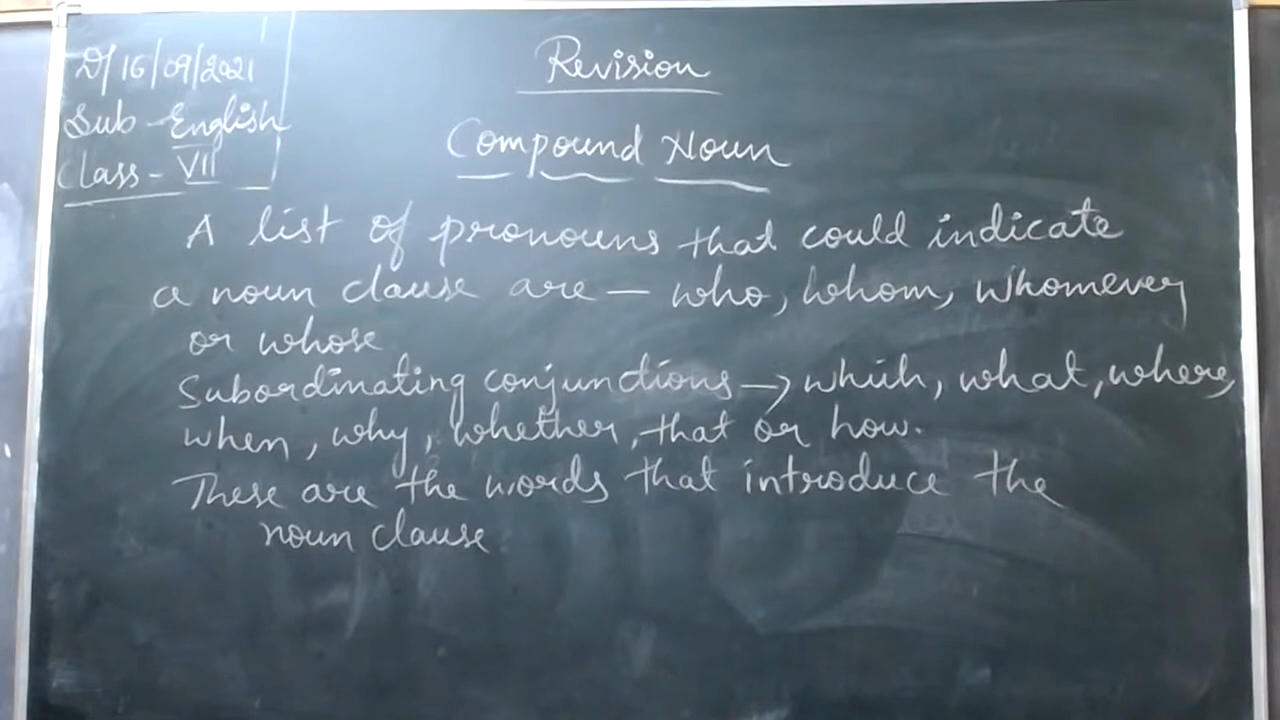 D/ 16/09/2021
Sub - English
Class - VII
Revision
Compound Noun
A list of pronouns that could indicate
a noun clause are — who, whom, whomever
or whose
Subordinating conjunctions → which, what, where,
when, why, whether, that or how.
These are the words that introduce the
noun clause